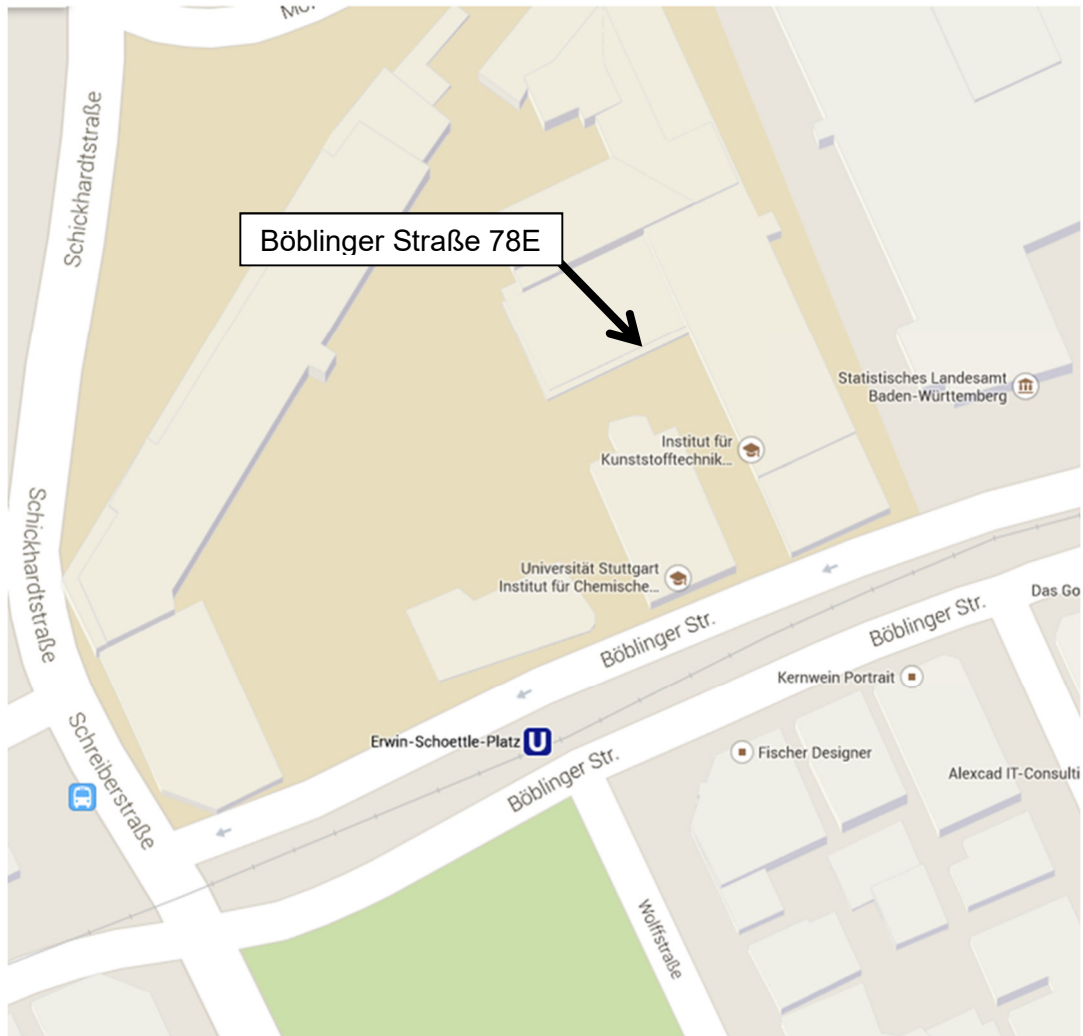 Schickhardtstraße
Böblinger Straße 78E
Statistisches Landesamt
Baden-Württemberg
Institut für
Kunststofftechnik...
Schickhardtstraße
Universität Stuttgart
Institut für Chemische...
Böblinger Str.
Böblinger Str.
Das Go
Kernwein Portrait
Erwin-Schoettle-Platz U
Fischer Designer
Böblinger Str.
Alexcad IT-Consulti
Schreiberstraße
Wolffstraße